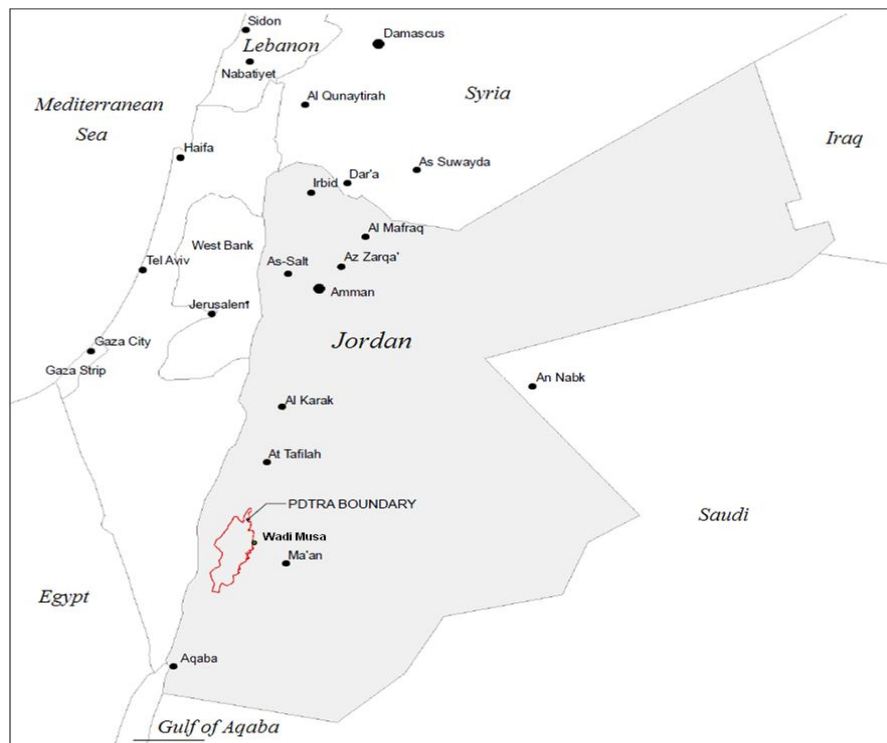 Sidon
Lebanon
Damascus
Nabatiyet
Mediterranean
Sea
Al Qunaytirah
Syria
Iraq
Haifa
Dar'a
As Suwayda
Irbid
Al Mafraq
West Bank
As-Salt
Az Zarqa'
Tel Aviv
Amman
Jerusalem
Gaza City
Jordan
Gaza Strip
An Nabk
Al Karak
At Tafilah
PDTRA BOUNDARY
Saudi
Wadi Musa
Ma'an
Egypt
Aqaba
Gulf of Aqaba